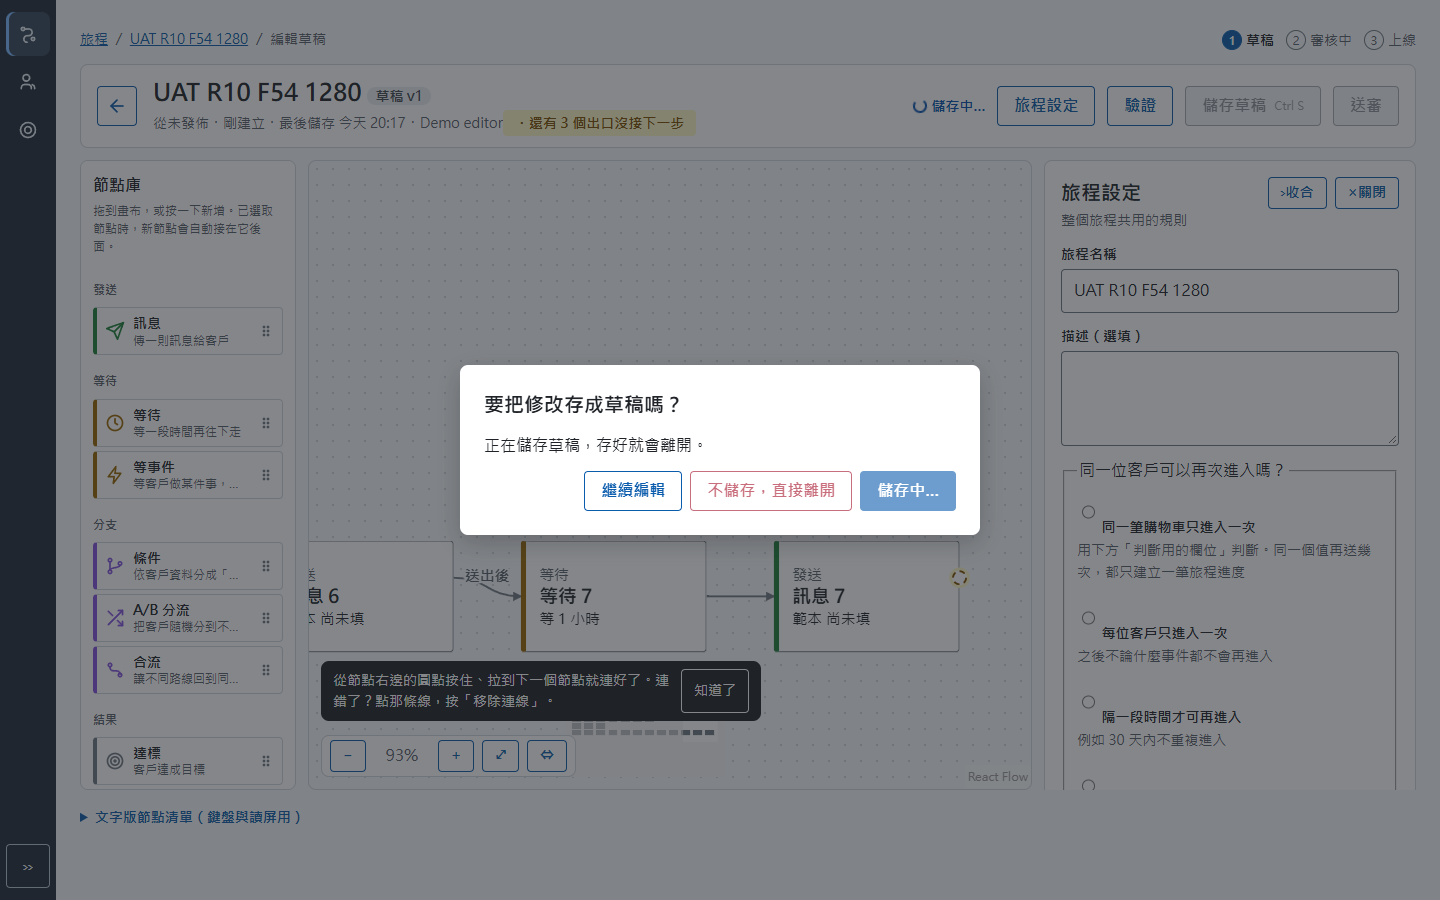 旅程 / UAT R10 F54 1280 / 編輯草稿
1 草稿 2 審核中 3 上線
UAT R10 F54 1280 草稿 v1
從未發佈 · 剛建立 · 最後儲存 今天 20:17 · Demo editor · 還有 3 個出口沒接下一步
儲存中... 旅程設定 驗證 儲存草稿 Ctrl S 送審
節點庫
拖到畫布，或按一下新增。已選取
節點時，新節點會自動接在它後
面。
發送
訊息
傳一則訊息給客戶
等待
等待
等一段時間再往下走
等事件
等客戶做某件事，...
分支
條件
依客戶資料分成「...
A/B 分流
把客戶隨機分到不...
合流
讓不同路線回到同...
結果
達標
客戶達成目標
要把修改存成草稿嗎？
正在儲存草稿，存好就會離開。
繼續編輯 不儲存，直接離開 儲存中...
息 6
尚未填
送出後
等待
等待 7
等 1 小時
發送
訊息 7
範本 尚未填
從節點右邊的圓點按住、拉到下一個節點就連好了。連
錯了？點那條線，按「移除連線」。
知道了
− 93% +
React Flow
旅程設定
›收合 ×關閉
整個旅程共用的規則
旅程名稱
UAT R10 F54 1280
描述（選填）
同一位客戶可以再次進入嗎？
同一筆購物車只進入一次
用下方「判斷用的欄位」判斷。同一個值再送幾
次，都只建立一筆旅程進度
每位客戶只進入一次
之後不論什麼事件都不會再進入
隔一段時間才可再進入
例如 30 天內不重複進入
▶ 文字版節點清單（鍵盤與讀屏用）
»